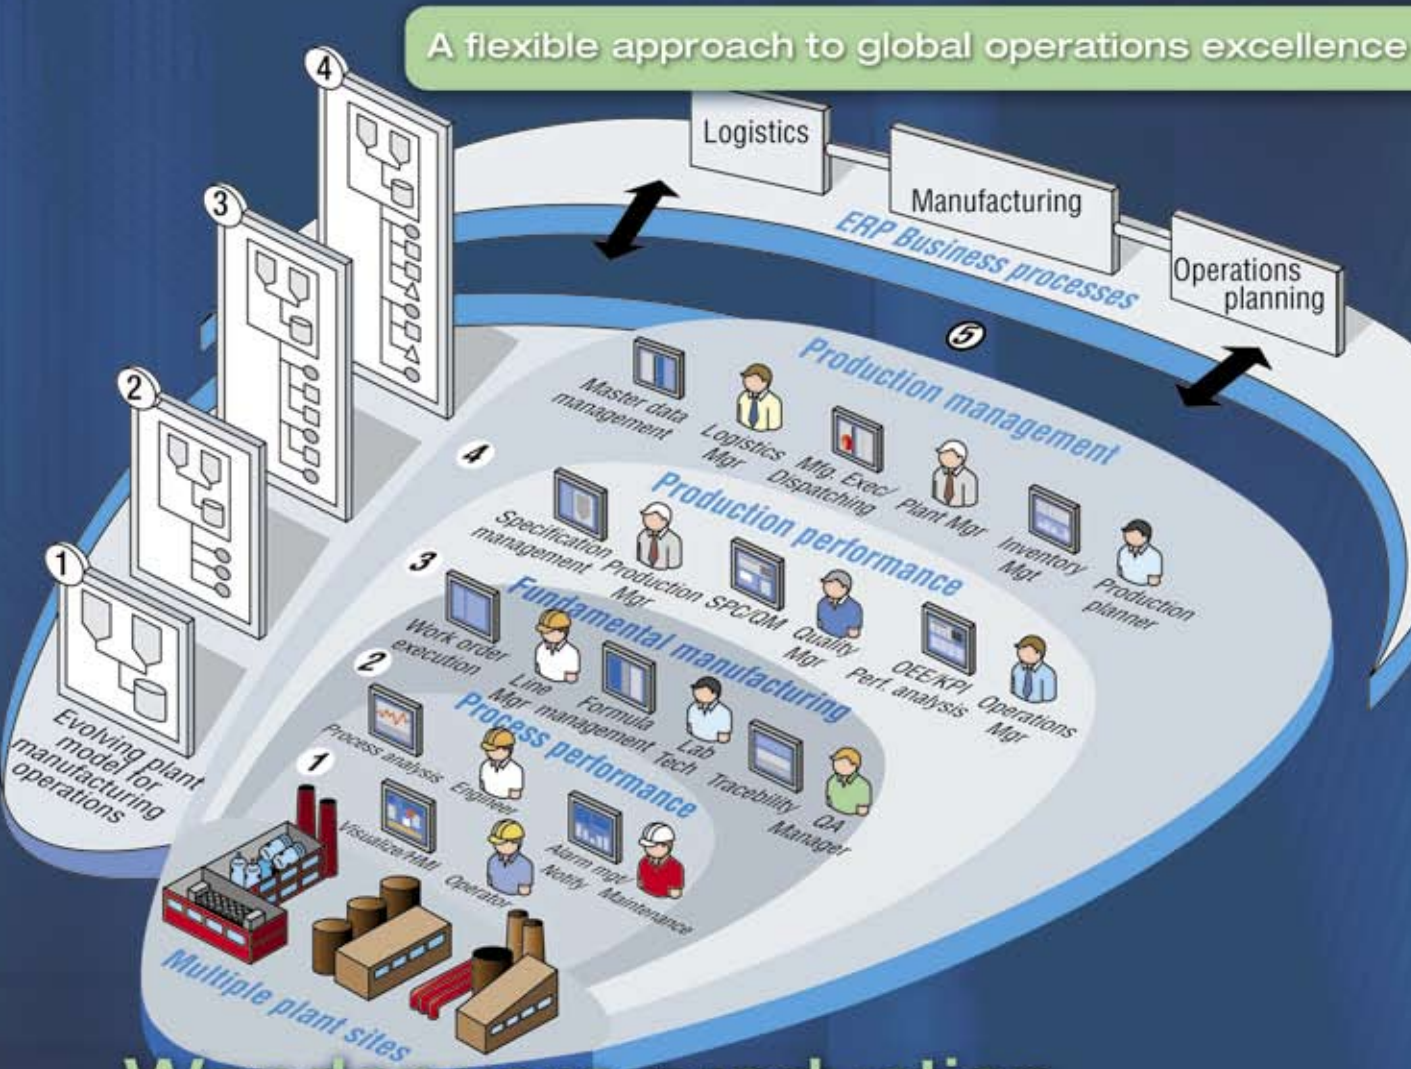 A flexible approach to global operations excellence
4
3
2
1
Logistics
Manufacturing
Operations
planning
ERP Business processes
5
Production management
Master data
management
Logistics
Mgr
Mfg. Exec/
Dispatching
Plant Mgr
Inventory
Mgt
Production
planner
4
Production performance
Specification
management
Production
Mgr
SPC/QM
Quality
Mgr
OEE/KPI
Perf. analysis
Operations
Mgr
3
Fundamental manufacturing
Work order
execution
Line
Mgr
Formula
management
Lab
Tech
Tracebility
QA
Manager
2
Process performance
Process analysis
Engineer
1
Visualize/HMI
Operator
Alarm mgt/
Notify
Maintenance
Evolving plant
model for
manufacturing
operations
Multiple plant sites